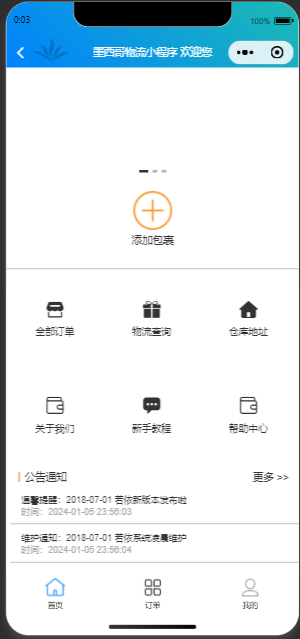 0:03
100%
墨西哥物流小程序 欢迎您
添加包裹
全部订单 物流查询 仓库地址
关于我们 新手教程 帮助中心
公告通知 更多 >>
温馨提醒：2018-07-01 若依新版本发布啦
时间：2024-01-05 23:56:03
维护通知：2018-07-01 若依系统凌晨维护
时间：2024-01-05 23:56:04
首页 订单 我的